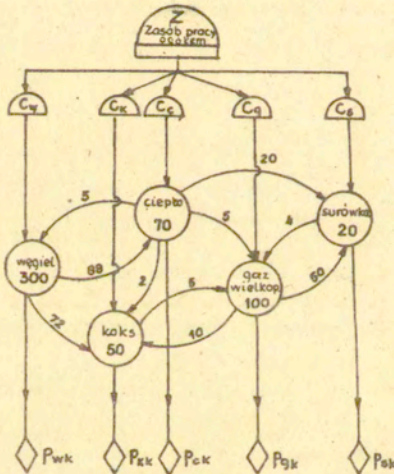 Z
Zasób pracy
ogółem
Cw
Ck
Cc
Cg
Cs
20
5
ciepło
70
5
4
surówka
20
węgiel
300
88
2
gaz
wielkop.
100
50
72
koks
50
5
10
Pwk
Pkk
Pck
Pgk
Psk